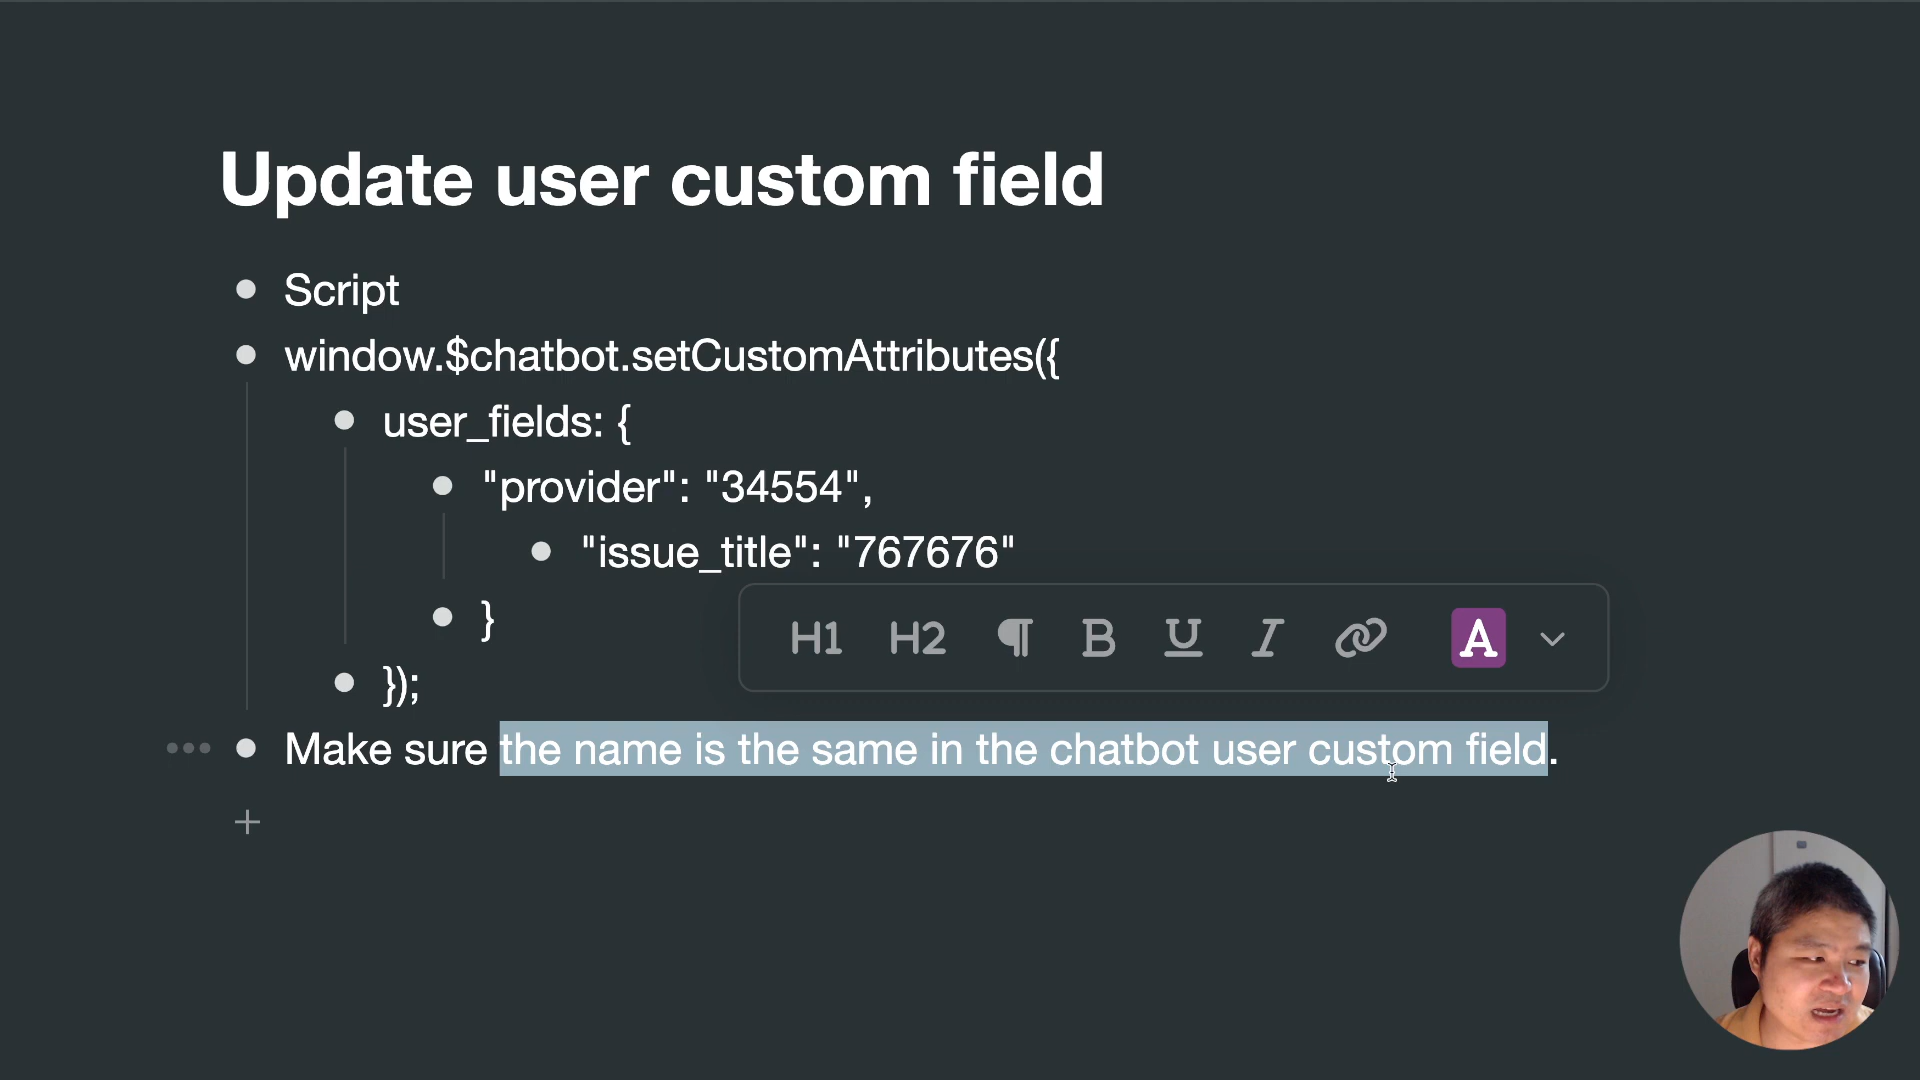 Update user custom field
Script
window.$chatbot.setCustomAttributes({
user_fields: {
"provider": "34554",
"issue_title": "767676"
}
H1 H2 ¶ B U I A
});
Make sure the name is the same in the chatbot user custom field.